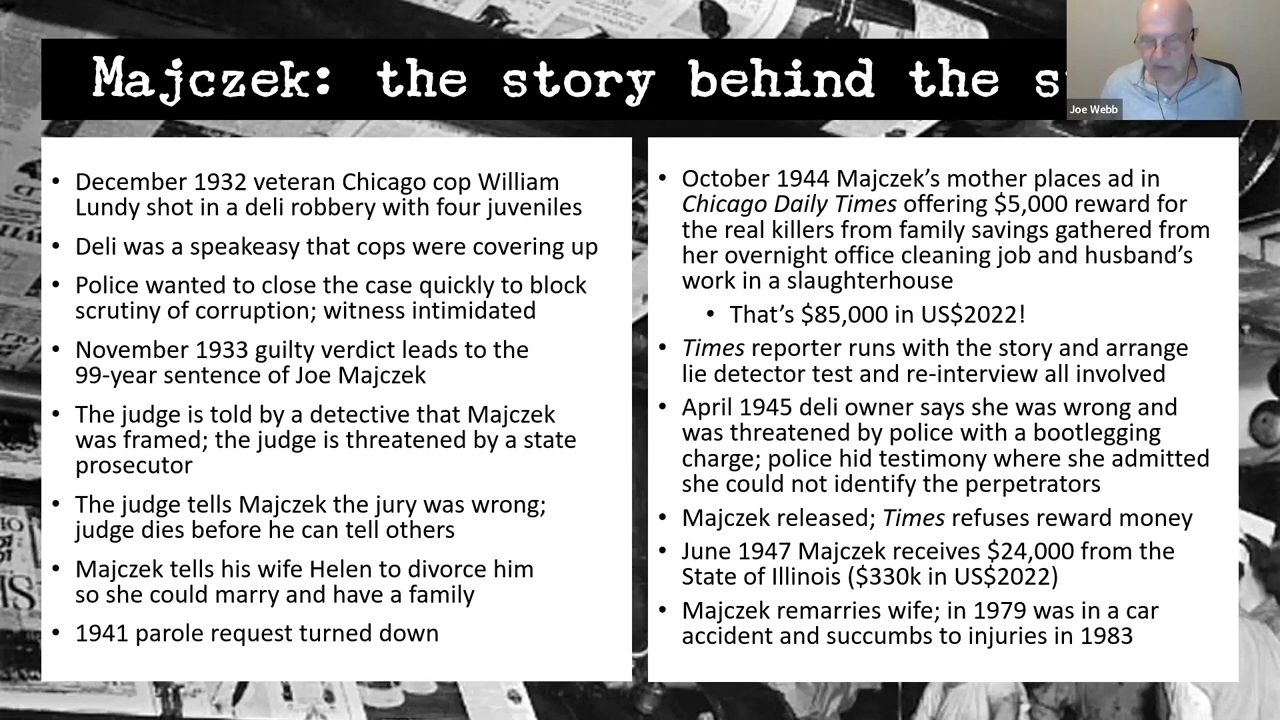 Majczek: the story behind the s
Joe Webb
• December 1932 veteran Chicago cop William
Lundy shot in a deli robbery with four juveniles
• Deli was a speakeasy that cops were covering up
• Police wanted to close the case quickly to block
scrutiny of corruption; witness intimidated
• November 1933 guilty verdict leads to the
99-year sentence of Joe Majczek
• The judge is told by a detective that Majczek
was framed; the judge is threatened by a state
prosecutor
• The judge tells Majczek the jury was wrong;
judge dies before he can tell others
• Majczek tells his wife Helen to divorce him
so she could marry and have a family
• 1941 parole request turned down
• October 1944 Majczek’s mother places ad in
Chicago Daily Times offering $5,000 reward for
the real killers from family savings gathered from
her overnight office cleaning job and husband’s
work in a slaughterhouse
• That’s $85,000 in US$2022!
• Times reporter runs with the story and arrange
lie detector test and re-interview all involved
• April 1945 deli owner says she was wrong and
was threatened by police with a bootlegging
charge; police hid testimony where she admitted
she could not identify the perpetrators
• Majczek released; Times refuses reward money
• June 1947 Majczek receives $24,000 from the
State of Illinois ($330k in US$2022)
• Majczek remarries wife; in 1979 was in a car
accident and succumbs to injuries in 1983